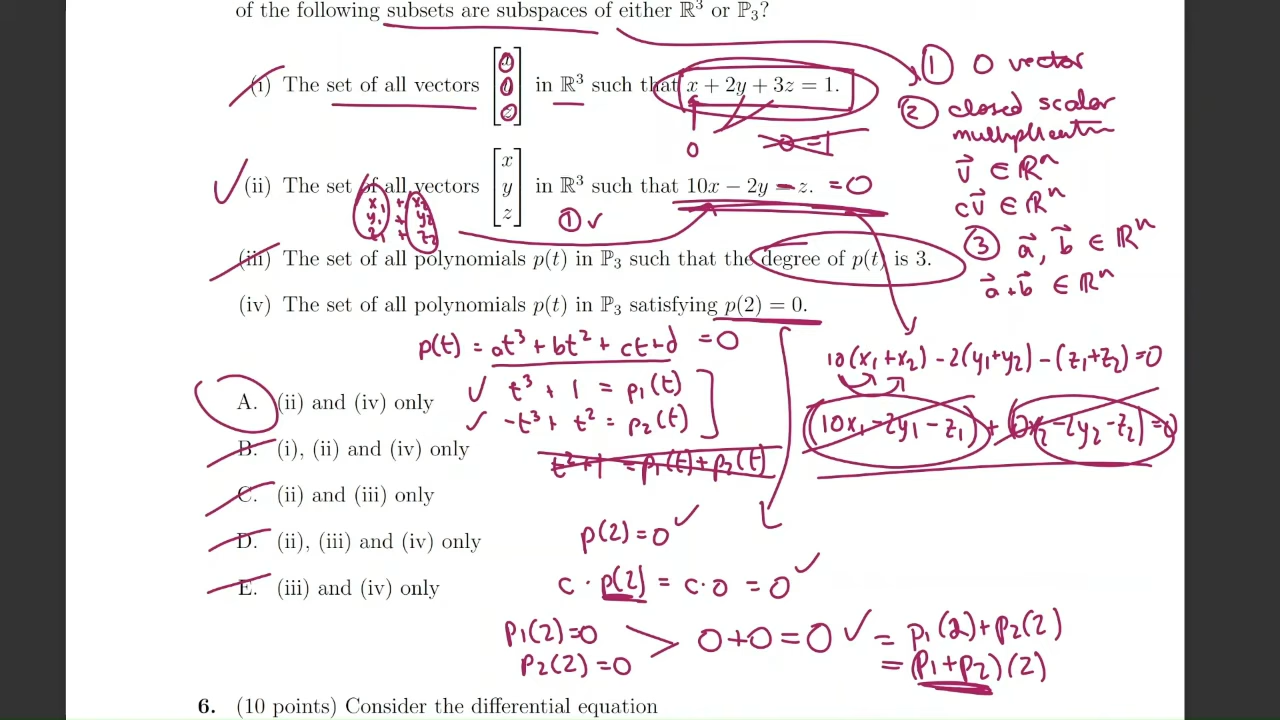 of the following subsets are subspaces of either ℝ³ or ℙ₃?
(i) The set of all vectors [0 0 0] in ℝ³ such that x + 2y + 3z = 1.
0
0 = 1
① 0 vector
② closed scalar
multiplication
v⃗ ∈ ℝⁿ
cv⃗ ∈ ℝⁿ
③ a⃗, b⃗ ∈ ℝⁿ
a⃗+b⃗ ∈ ℝⁿ
(ii) The set of all vectors [x y z] in ℝ³ such that 10x − 2y − z. = 0
x₁ + x₂
y₁ + y₂
z₁ + z₂
① ✓
(iii) The set of all polynomials p(t) in ℙ₃ such that the degree of p(t) is 3.
(iv) The set of all polynomials p(t) in ℙ₃ satisfying p(2) = 0.
p(t) = at³ + bt² + ct + d = 0
10(x₁+x₂) − 2(y₁+y₂) − (z₁+z₂) = 0
(10x₁ − 2y₁ − z₁) + (10x₂ − 2y₂ − z₂) = 0
A. (ii) and (iv) only
✓ t³ + 1 = p₁(t)
✓ −t³ + t² = p₂(t)
t² + 1 = p₁(t) + p₂(t)
B. (i), (ii) and (iv) only
C. (ii) and (iii) only
D. (ii), (iii) and (iv) only
E. (iii) and (iv) only
p(2) = 0 ✓
c · p(2) = c · 0 = 0 ✓
p₁(2) = 0
p₂(2) = 0
> 0 + 0 = 0 ✓ = p₁(2) + p₂(2)
= (p₁ + p₂)(2)
6. (10 points) Consider the differential equation